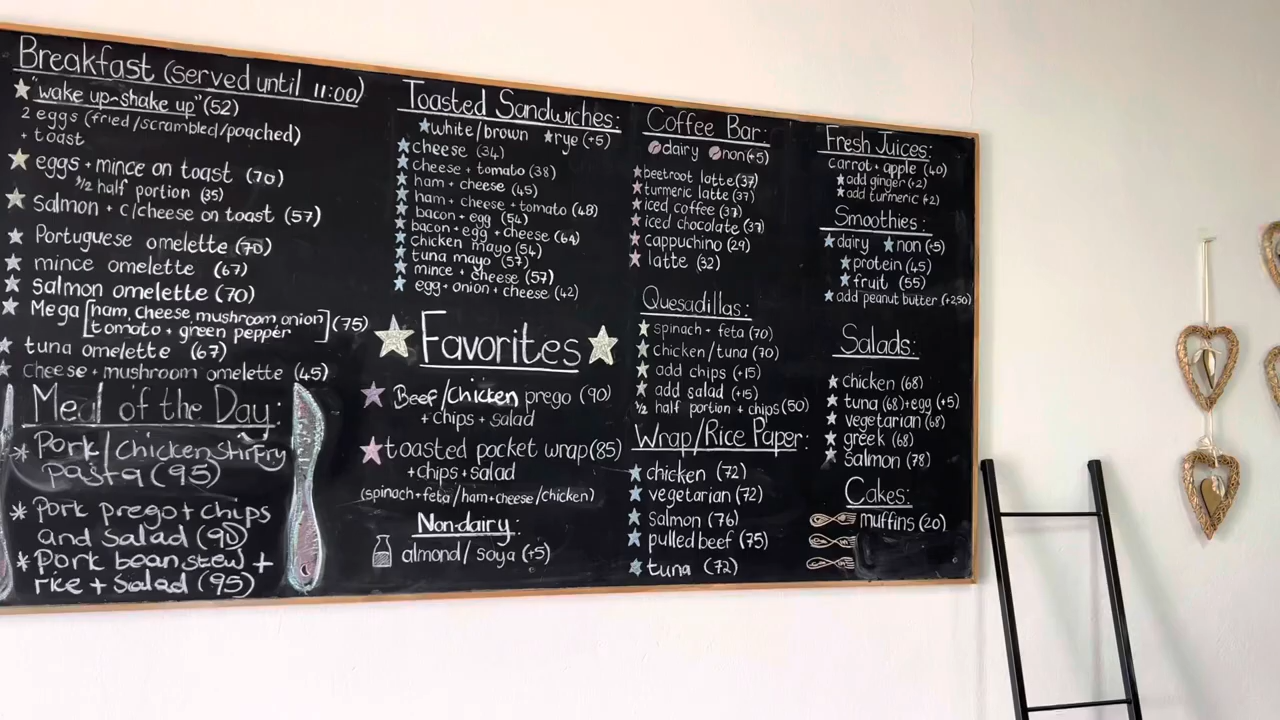 Breakfast (served until 11:00)
"wake up-shake up" (52)
2 eggs (fried/scrambled/poached)
+ toast
eggs + mince on toast (70)
1/2 half portion (35)
salmon + c/cheese on toast (57)
Portuguese omelette (70)
mince omelette (67)
salmon omelette (70)
Mega [ham, cheese mushroom onion
tomato + green pepper] (75)
tuna omelette (67)
cheese + mushroom omelette (45)
Meal of the Day:
* Pork/Chicken Stir Fry
pasta (95)
* Pork prego + chips
and Salad (90)
* Pork bean stew +
rice + Salad (95)
Toasted Sandwiches:
white/brown rye (+5)
cheese (34)
cheese + tomato (38)
ham + cheese (45)
ham + cheese + tomato (48)
bacon + egg (54)
bacon + egg + cheese (64)
chicken mayo (54)
tuna mayo (57)
mince + cheese (57)
egg + onion + cheese (42)
Favorites
Beef/Chicken prego (90)
+ chips + salad
toasted pocket wrap (85)
+ chips + salad
(spinach + feta/ham + cheese/chicken)
Non-dairy:
almond/soya (+5)
Coffee Bar:
dairy non (+5)
beetroot latte (37)
turmeric latte (37)
iced coffee (37)
iced chocolate (37)
cappuchino (29)
latte (32)
Quesadillas:
spinach + feta (70)
chicken/tuna (70)
add chips (+15)
add salad (+15)
1/2 half portion + chips (50)
Wrap/Rice Paper:
chicken (72)
vegetarian (72)
salmon (76)
pulled beef (75)
tuna (72)
Fresh Juices:
carrot + apple (40)
add ginger (+2)
add turmeric (+2)
Smoothies:
dairy non (+5)
protein (45)
fruit (55)
add peanut butter (+2,50)
Salads:
chicken (68)
tuna (68) + egg (+5)
vegetarian (68)
greek (68)
salmon (78)
Cakes:
muffins (20)